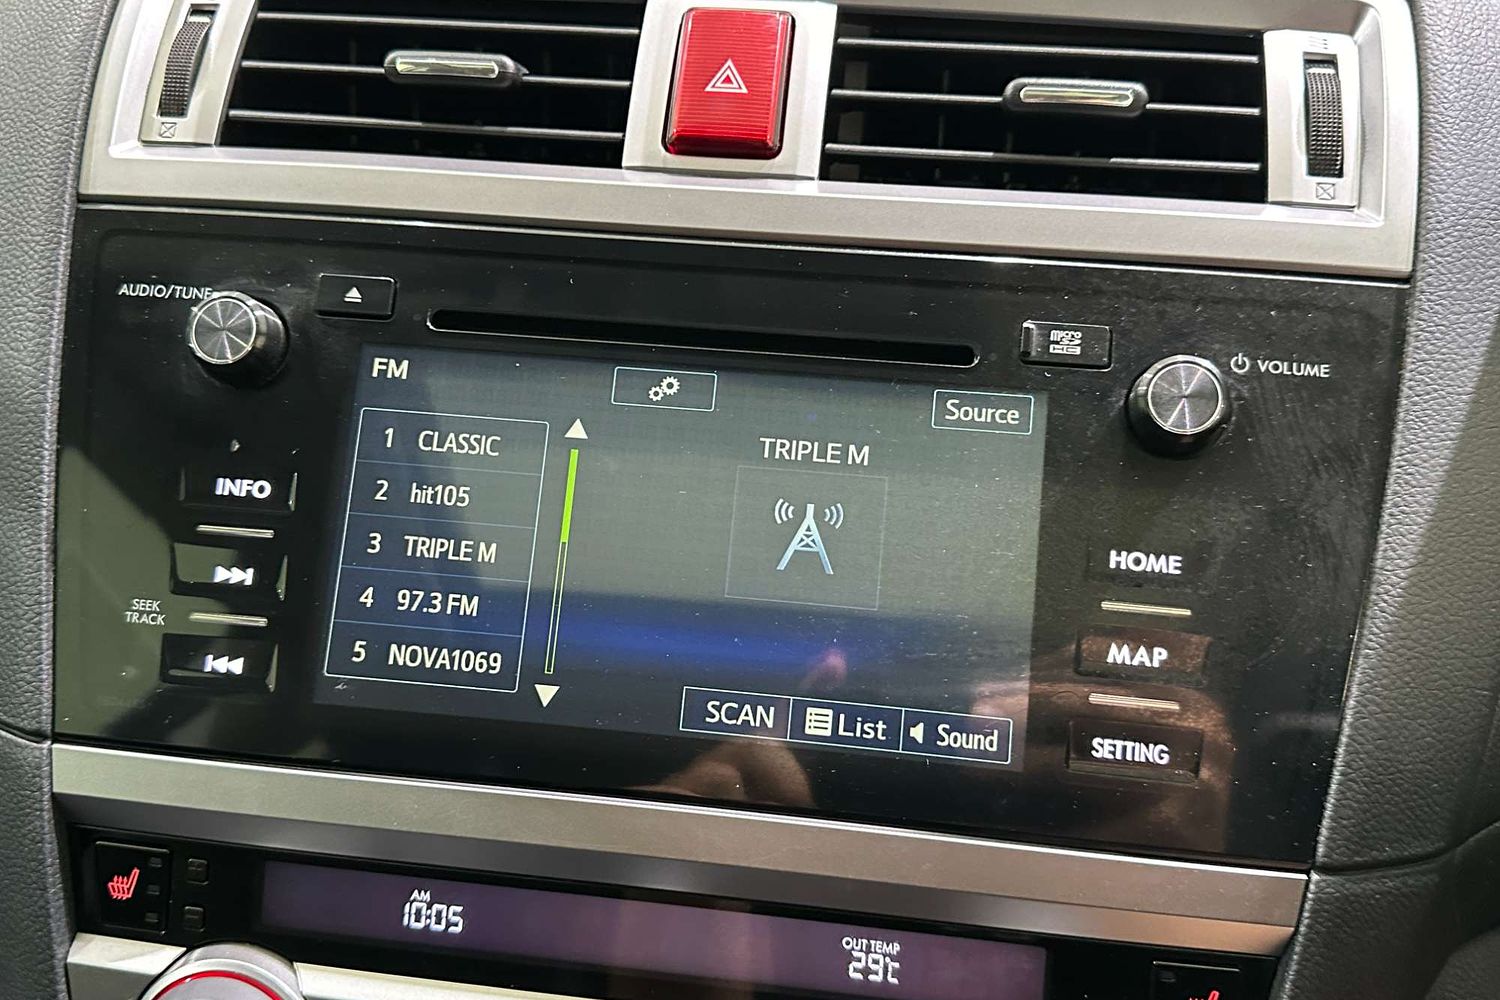 AUDIO/TUNE
micro
SD
HC
VOLUME
FM
Source
1 CLASSIC
2 hit105
3 TRIPLE M
4 97.3 FM
5 NOVA1069
TRIPLE M
SCAN
List
Sound
INFO
SEEK
TRACK
HOME
MAP
SETTING
AM
10:05
OUT TEMP
29℃